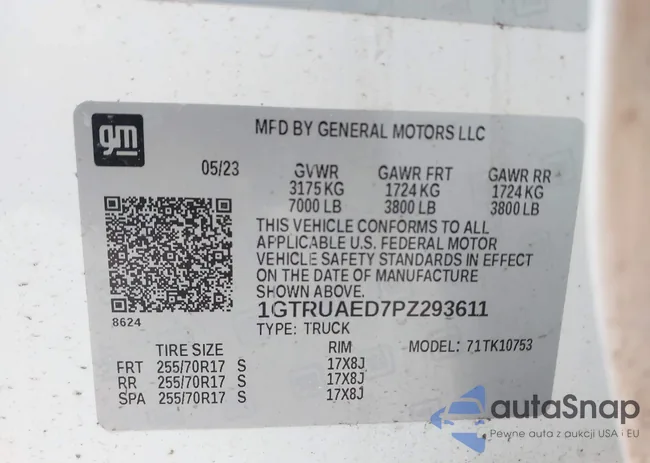 gm
MFD BY GENERAL MOTORS LLC
05/23
GVWR GAWR FRT GAWR RR
3175 KG 1724 KG 1724 KG
7000 LB 3800 LB 3800 LB
THIS VEHICLE CONFORMS TO ALL
APPLICABLE U.S. FEDERAL MOTOR
VEHICLE SAFETY STANDARDS IN EFFECT
ON THE DATE OF MANUFACTURE
SHOWN ABOVE.
8624
1GTRUAED7PZ293611
TYPE: TRUCK
TIRE SIZE RIM MODEL: 71TK10753
FRT 255/70R17 S 17X8J
RR 255/70R17 S 17X8J
SPA 255/70R17 S 17X8J
autaSnap
Pewne auta z aukcji USA i EU